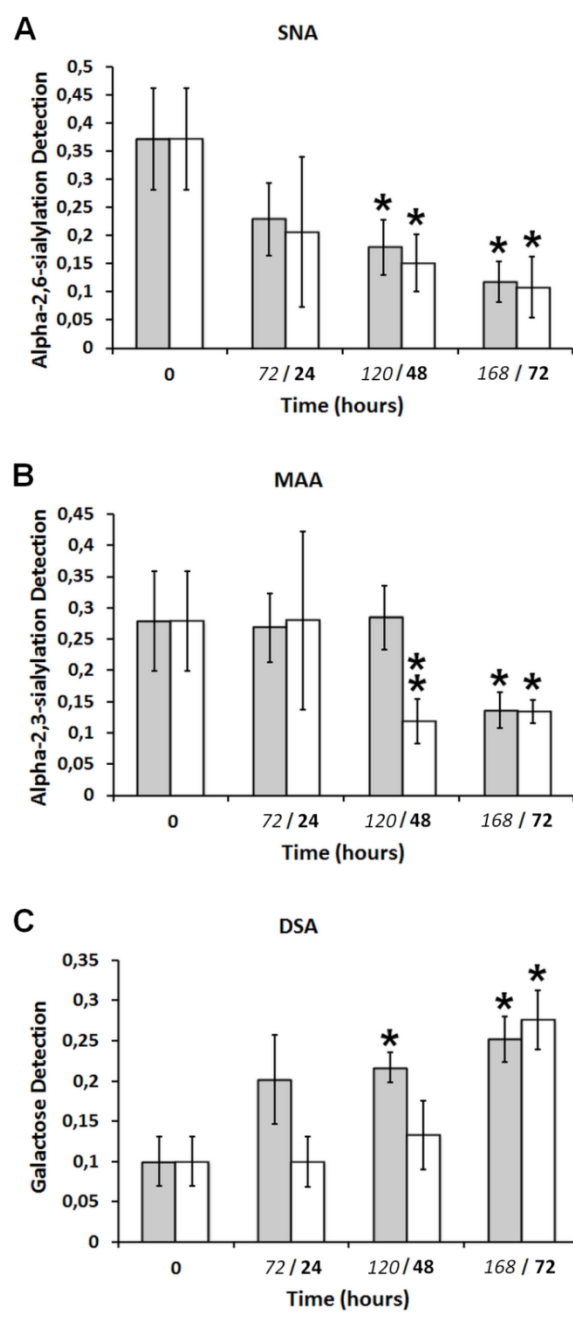 A
SNA
Alpha-2,6-sialylation Detection
0,5
0,45
0,4
0,35
0,3
0,25
0,2
0,15
0,1
0,05
0
* * * *
0 72 / 24 120 / 48 168 / 72
Time (hours)
B
MAA
Alpha-2,3-sialylation Detection
0,45
0,4
0,35
0,3
0,25
0,2
0,15
0,1
0,05
0
** * *
0 72 / 24 120 / 48 168 / 72
Time (hours)
C
DSA
Galactose Detection
0,35
0,3
0,25
0,2
0,15
0,1
0,05
0
* * *
0 72 / 24 120 / 48 168 / 72
Time (hours)